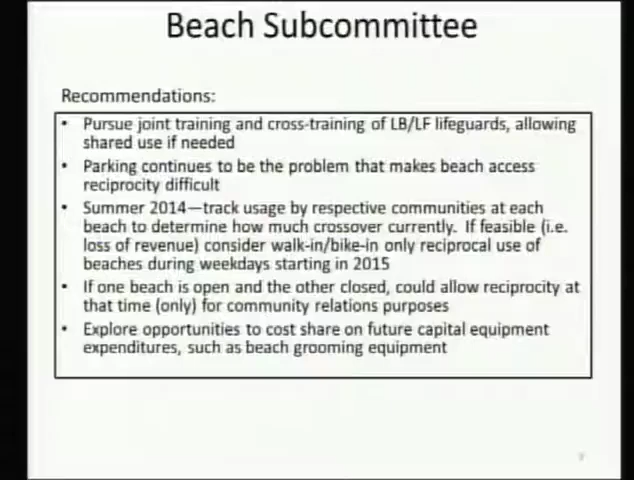 Beach Subcommittee
Recommendations:
• Pursue joint training and cross-training of LB/LF lifeguards, allowing
shared use if needed
• Parking continues to be the problem that makes beach access
reciprocity difficult
• Summer 2014—track usage by respective communities at each
beach to determine how much crossover currently. If feasible (i.e.
loss of revenue) consider walk-in/bike-in only reciprocal use of
beaches during weekdays starting in 2015
• If one beach is open and the other closed, could allow reciprocity at
that time (only) for community relations purposes
• Explore opportunities to cost share on future capital equipment
expenditures, such as beach grooming equipment